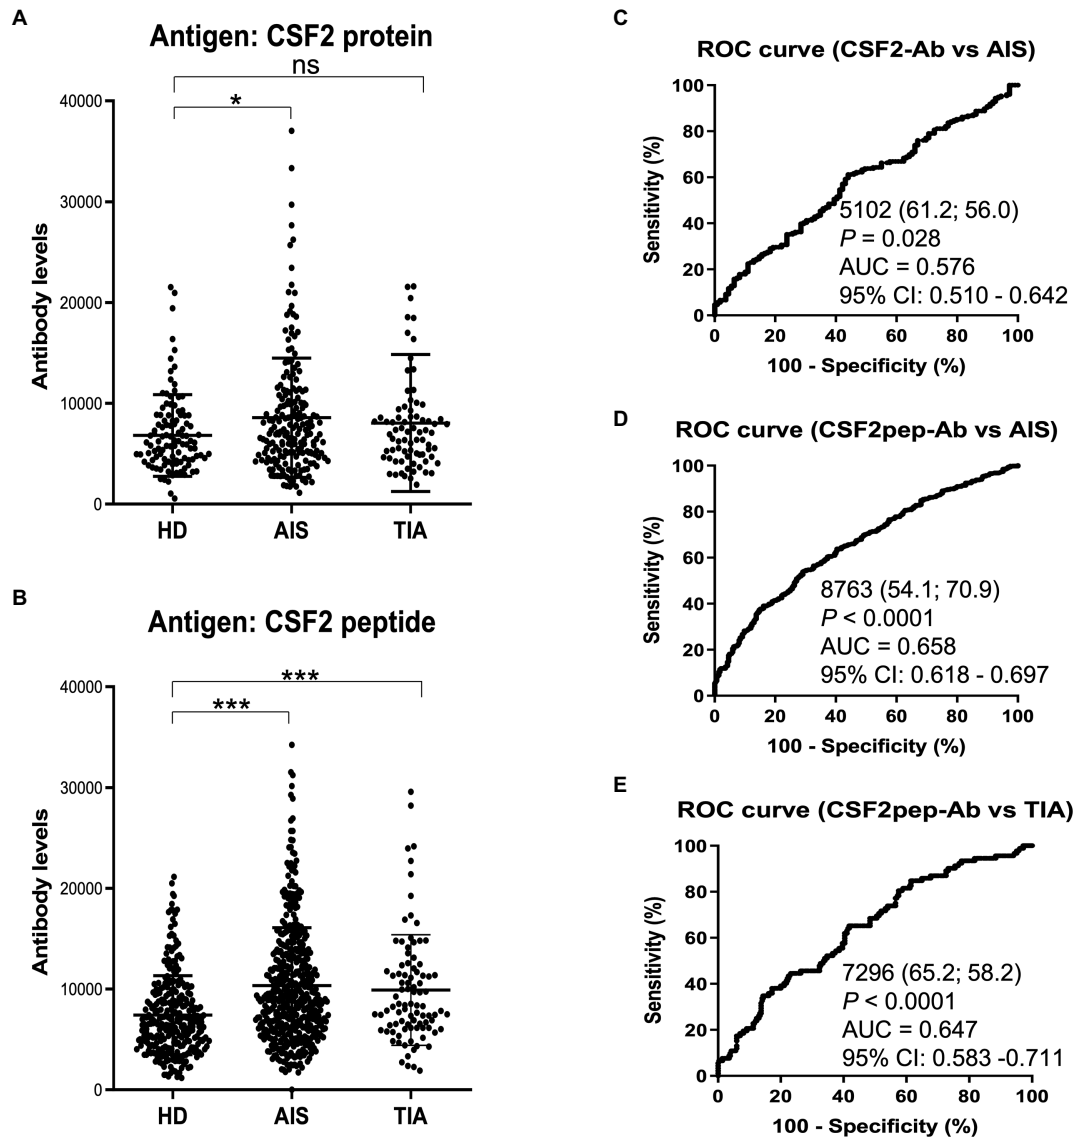 A
Antigen: CSF2 protein
ns
*
40000
30000
20000
10000
0
Antibody levels
HD AIS TIA
B
Antigen: CSF2 peptide
***
***
40000
30000
20000
10000
0
Antibody levels
HD AIS TIA
C
ROC curve (CSF2-Ab vs AIS)
100
80
60
40
20
0
Sensitivity (%)
5102 (61.2; 56.0)
P = 0.028
AUC = 0.576
95% CI: 0.510 - 0.642
0 20 40 60 80 100
100 - Specificity (%)
D
ROC curve (CSF2pep-Ab vs AIS)
100
80
60
40
20
0
Sensitivity (%)
8763 (54.1; 70.9)
P < 0.0001
AUC = 0.658
95% CI: 0.618 - 0.697
0 20 40 60 80 100
100 - Specificity (%)
E
ROC curve (CSF2pep-Ab vs TIA)
100
80
60
40
20
0
Sensitivity (%)
7296 (65.2; 58.2)
P < 0.0001
AUC = 0.647
95% CI: 0.583 -0.711
0 20 40 60 80 100
100 - Specificity (%)